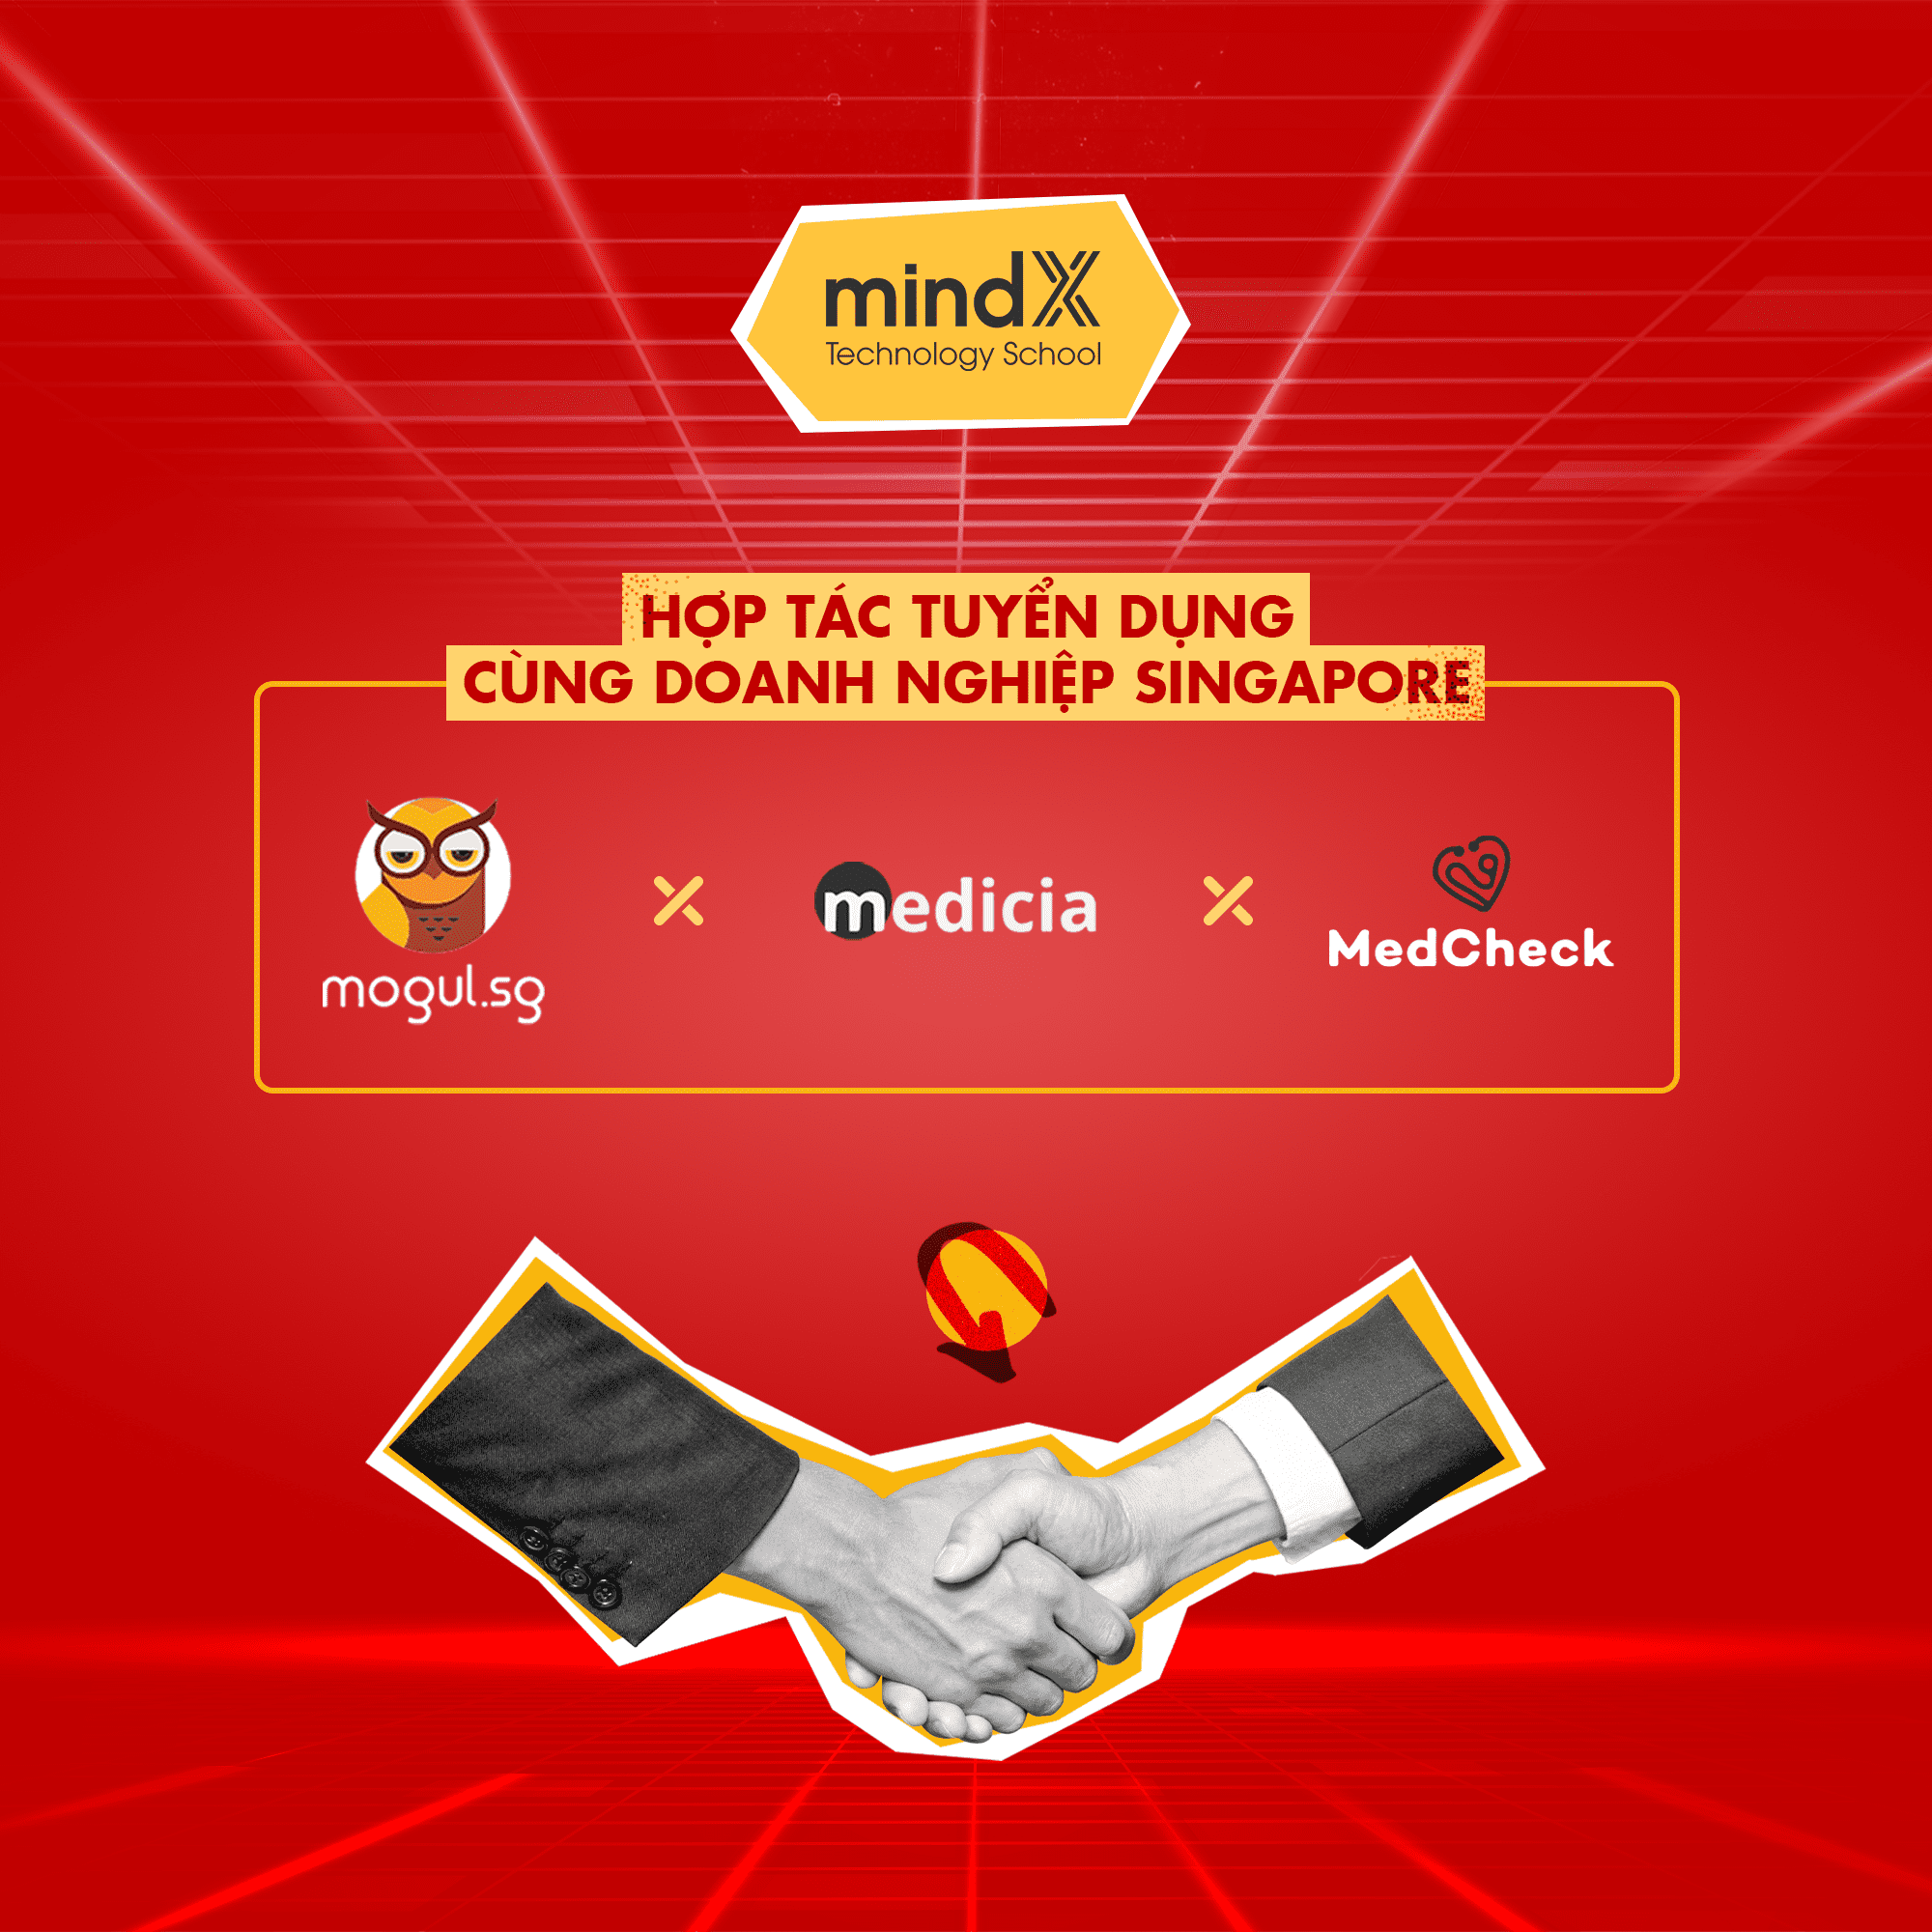 mindX
Technology School
HỢP TÁC TUYỂN DỤNG
CÙNG DOANH NGHIỆP SINGAPORE
mogul.sg
medicia
MedCheck